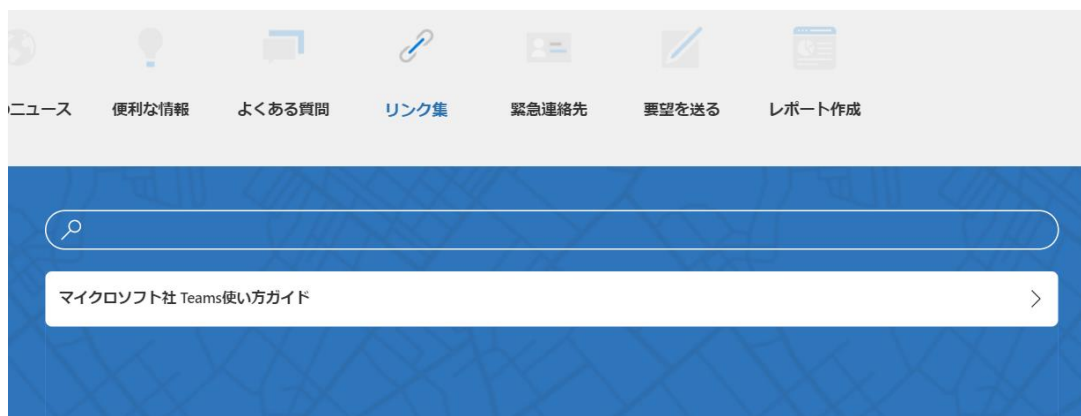 ニュース 便利な情報 よくある質問 リンク集 緊急連絡先 要望を送る レポート作成
マイクロソフト社 Teams使い方ガイド